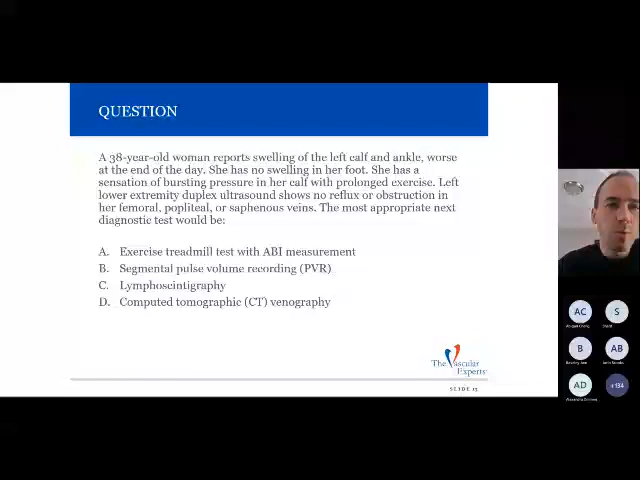 QUESTION
A 38-year-old woman reports swelling of the left calf and ankle, worse
at the end of the day. She has no swelling in her foot. She has a
sensation of bursting pressure in her calf with prolonged exercise. Left
lower extremity duplex ultrasound shows no reflux or obstruction in
her femoral, popliteal, or saphenous veins. The most appropriate next
diagnostic test would be:
A. Exercise treadmill test with ABI measurement
B. Segmental pulse volume recording (PVR)
C. Lymphoscintigraphy
D. Computed tomographic (CT) venography
The Vascular
Experts
SLIDE 13
AC
S
B
AB
AD
+134